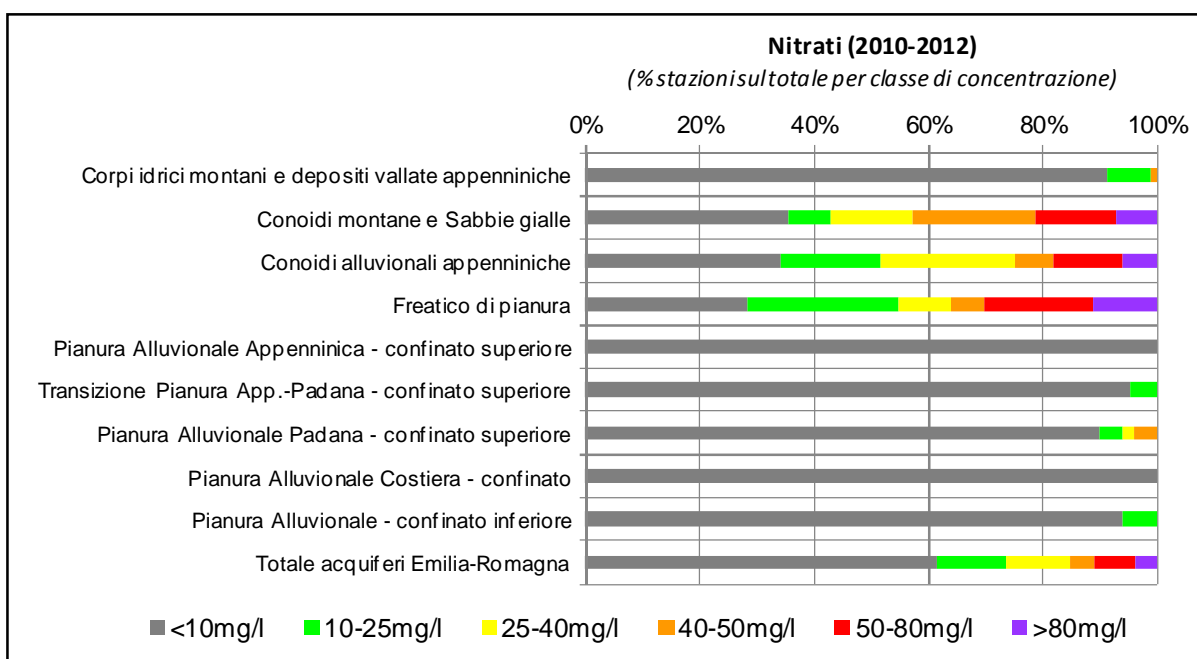 Nitrati (2010-2012)
(% stazioni sul totale per classe di concentrazione)
0% 20% 40% 60% 80% 100%
Corpi idrici montani e depositi vallate appenniniche
Conoidi montane e Sabbie gialle
Conoidi alluvionali appenniniche
Freatico di pianura
Pianura Alluvionale Appenninica - confinato superiore
Transizione Pianura App.-Padana - confinato superiore
Pianura Alluvionale Padana - confinato superiore
Pianura Alluvionale Costiera - confinato
Pianura Alluvionale - confinato inferiore
Totale acquiferi Emilia-Romagna
<10mg/l 10-25mg/l 25-40mg/l 40-50mg/l 50-80mg/l >80mg/l